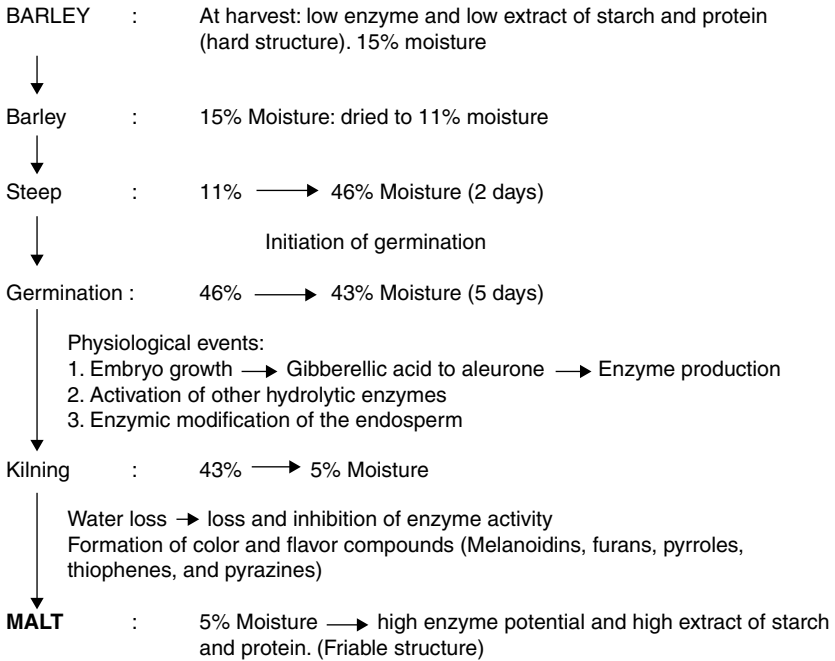 BARLEY : At harvest: low enzyme and low extract of starch and protein
(hard structure). 15% moisture
Barley : 15% Moisture: dried to 11% moisture
Steep : 11% → 46% Moisture (2 days)
Initiation of germination
Germination : 46% → 43% Moisture (5 days)
Physiological events:
1. Embryo growth → Gibberellic acid to aleurone → Enzyme production
2. Activation of other hydrolytic enzymes
3. Enzymic modification of the endosperm
Kilning : 43% → 5% Moisture
Water loss → loss and inhibition of enzyme activity
Formation of color and flavor compounds (Melanoidins, furans, pyrroles,
thiophenes, and pyrazines)
MALT : 5% Moisture → high enzyme potential and high extract of starch
and protein. (Friable structure)